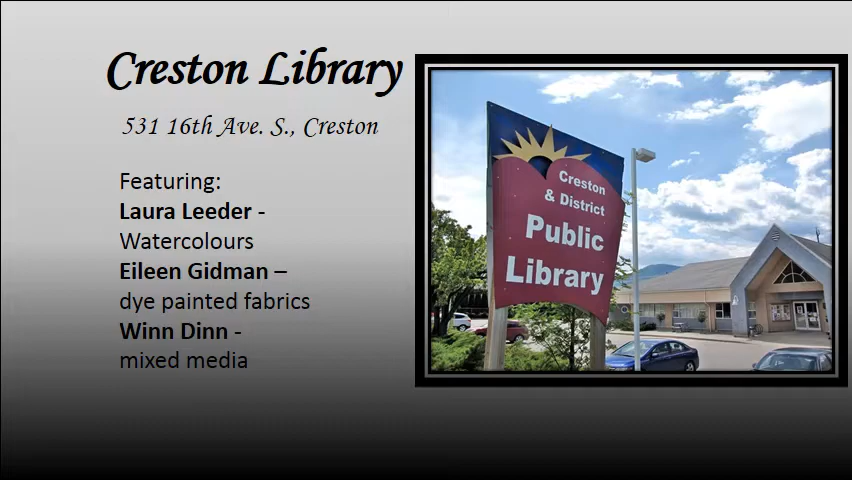 Creston Library
531 16th Ave. S., Creston
Featuring:
Laura Leeder -
Watercolours
Eileen Gidman –
dye painted fabrics
Winn Dinn -
mixed media
Creston
& District
Public
Library